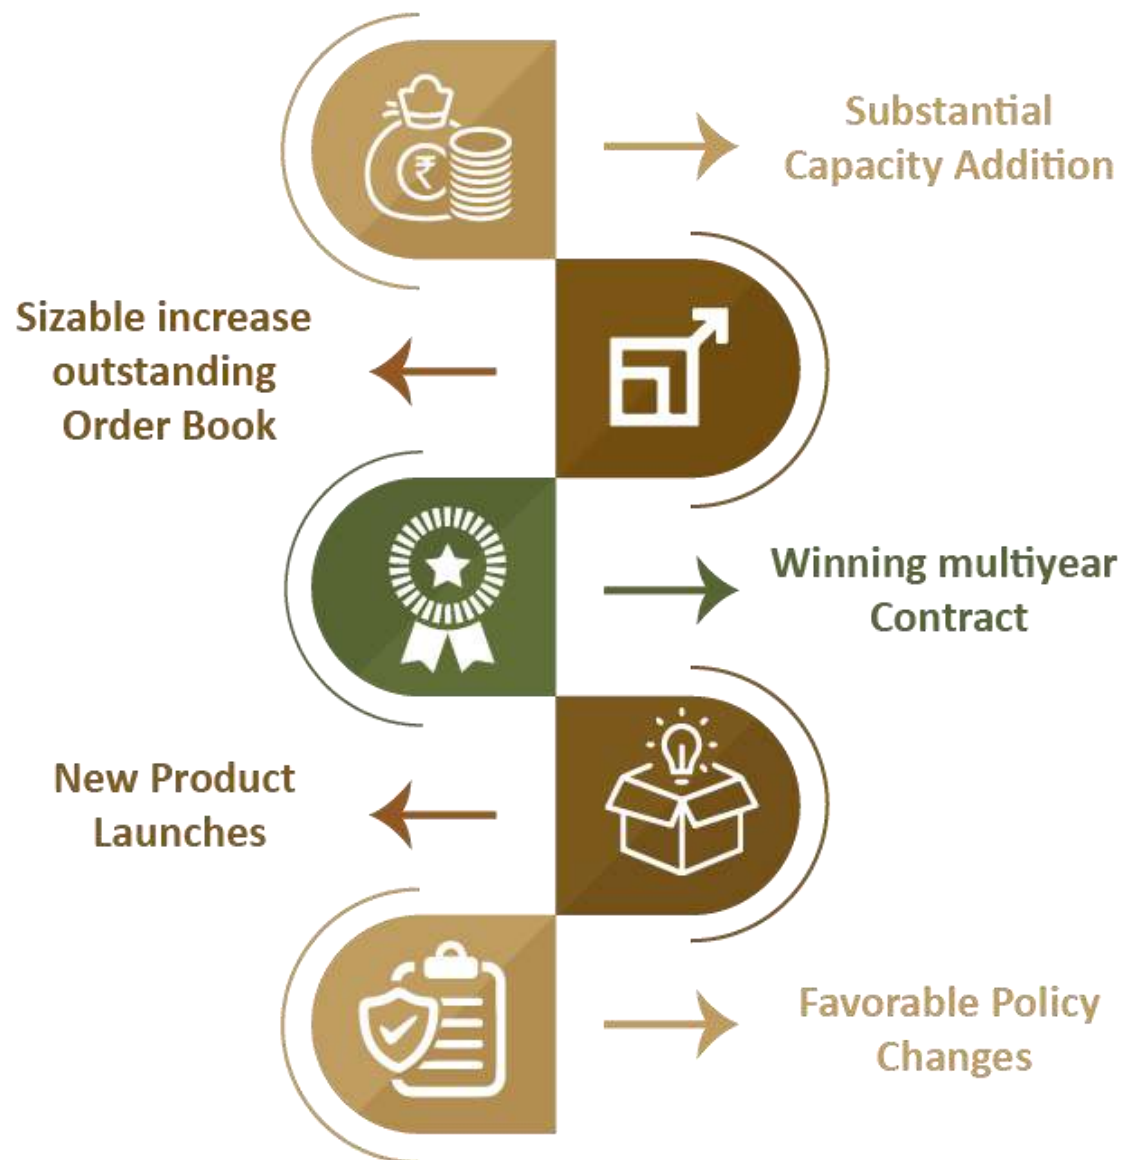 Substantial
Capacity Addition
Sizable increase
outstanding
Order Book
Winning multiyear
Contract
New Product
Launches
Favorable Policy
Changes
₹